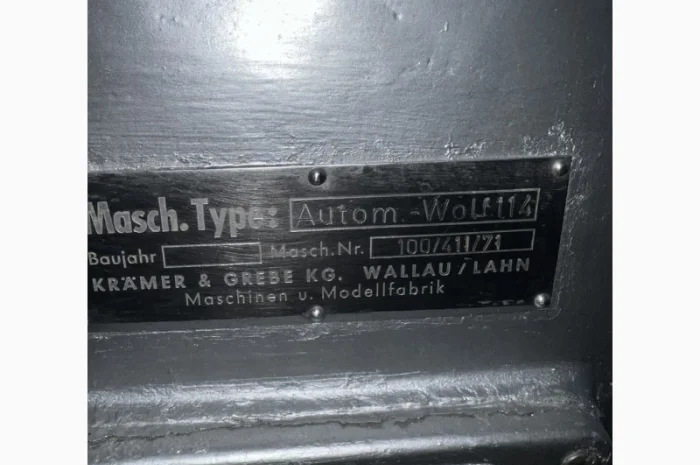 Masch. Type: Autom.-Wolf 114
Baujahr Masch.Nr. 100/411/71
KRÄMER & GREBE KG. WALLAU/LAHN
Maschinen u. Modellfabrik